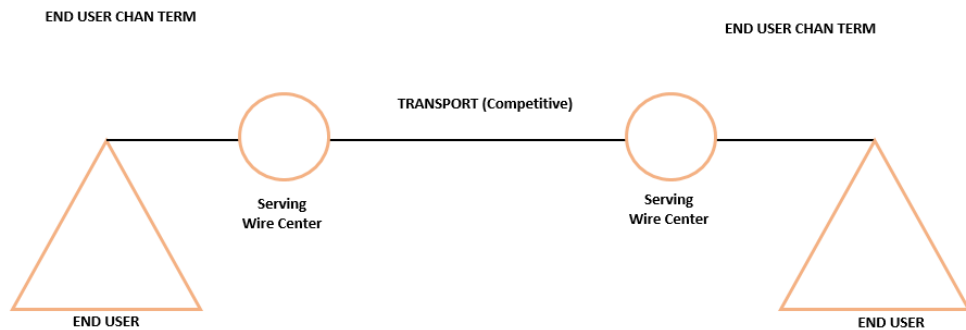 END USER CHAN TERM
END USER CHAN TERM
TRANSPORT (Competitive)
Serving
Wire Center
Serving
Wire Center
END USER
END USER